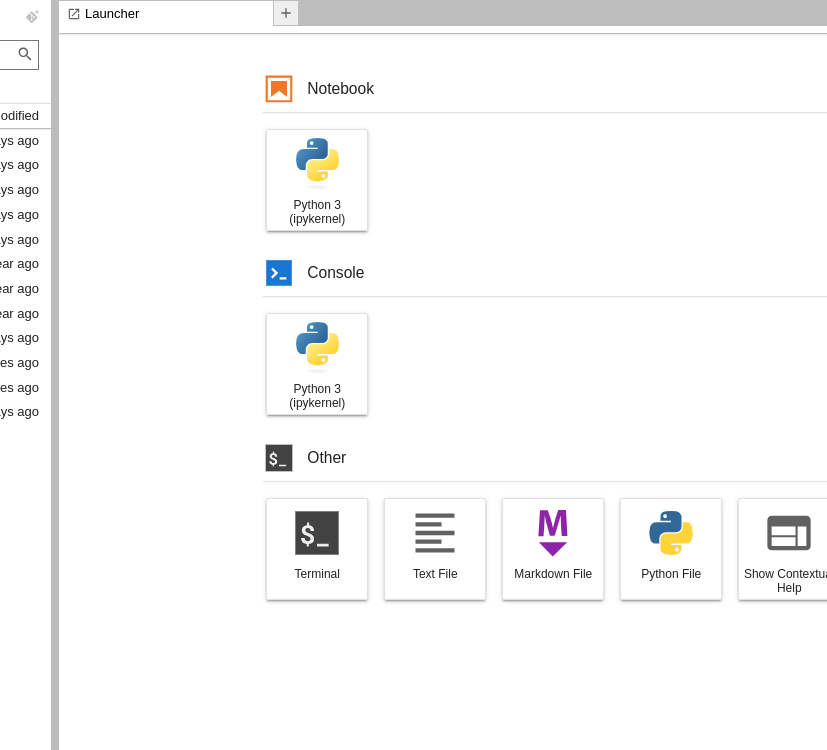 Launcher
odified
ys ago
ys ago
ys ago
ys ago
ys ago
ear ago
ear ago
ear ago
ys ago
es ago
es ago
ys ago
Notebook
Python 3
(ipykernel)
Console
Python 3
(ipykernel)
$_
Other
$_
Terminal
Text File
M
Markdown File
Python File
Show Contextua
Help